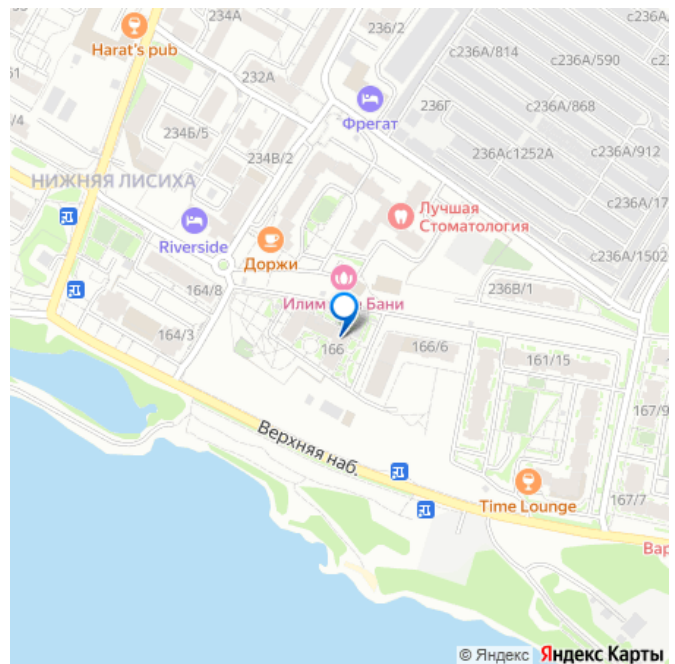 234А
с236А
236/2
Harat's pub
с236А/814
с236А/590
232А
236Г
Фрегат
с236А/868
234Б/5
234В/2
236Ас1252А
с236А/912
НИЖНЯЯ ЛИСИХА
Лучшая
Стоматология
с236А/17
Riverside
Доржи
с236А/1502
164/8
Илим
Бани
236В/1
164/3
166
166/6
161/15
167/9
Верхняя наб.
Time Lounge
167/7
Вар
© Яндекс Яндекс Карты